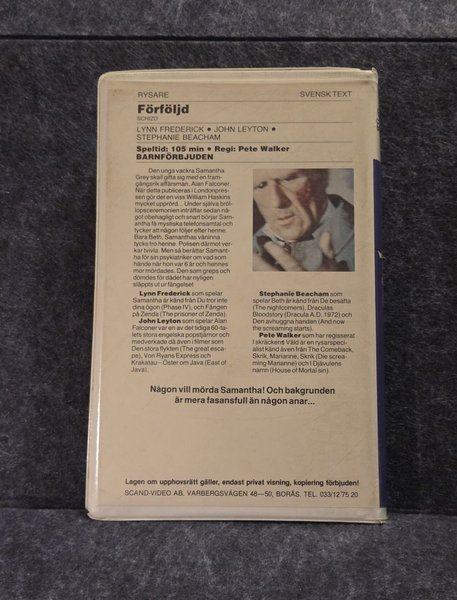 RYSARE SVENSK TEXT
Förföljd
SCHIZO
LYNN FREDERICK ● JOHN LEYTON ●
STEPHANIE BEACHAM
Speltid: 105 min ● Regi: Pete Walker
BARNFÖRBJUDEN
Den unga vackra Samantha
Grey skall gifta sig med en fram-
gångsrik affärsman, Alan Falconer.
När detta publiceras i Londonpres-
sen gör det en viss William Haskins
mycket upprörd... Under själva bröl-
lopsceremonien inträffar sedan nå-
got obehagligt och snart börjar Sam-
antha få mystiska telefonsamtal och
tycker att någon följer efter henne.
Bara Beth, Samanthas väninna
tycks tro henne. Polisen därmot ver-
kar tvivla. Men så berättar Samant-
ha för sin psykiatriker om vad som
hände när hon var 6 år och hennes
mor mördades. Den som greps och
dömdes för dådet har nyligen
släppts ut ur fängelset
Lynn Frederick som spelar
Samantha är känd från Du tror inte
dina ögon (Phase IV), och Fången
på Zenda (The prisoner of Zenda).
John Leyton som spelar Alan
Falconer var en av det tidiga 60-ta-
lets stora engelska popstjärnor och
medverkade då även i filmer som
Den stora flykten (The great esca-
pe), Von Ryans Express och
Krakatau – Öster om Java (East of
Java).
Stephanie Beacham som
spelar Beth är känd från De besatta
(The nightcomers), Draculas
Bloodstory (Dracula A.D. 1972) och
Den avhuggna handen (And now
the screaming starts).
Pete Walker som har regisserat
I skräckens Våld är en rysarspeci-
alist känd även från The Comeback,
Skrik, Marianne, Skrik (Die screa-
ming Marianne) och I Djävulens
namn (House of Mortal sin).
Någon vill mörda Samantha! Och bakgrunden
är mera fasansfull än någon anar...
Lagen om upphovsrätt gäller, endast privat visning, kopiering förbjuden!
SCAND-VIDEO AB. VARBERGSVÄGEN 48—50, BORÅS. TEL. 033/12 75 20